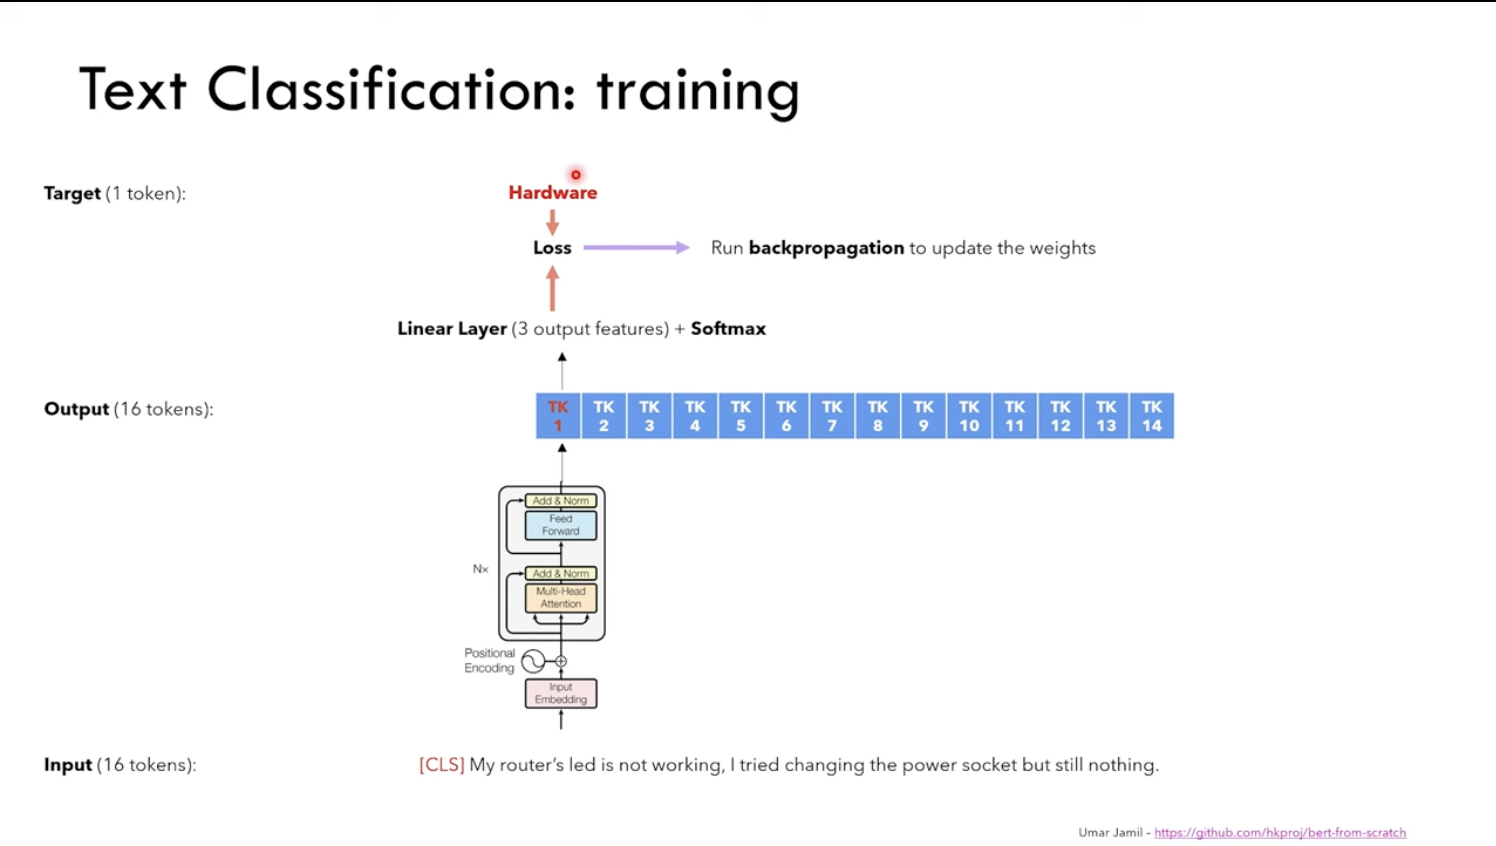 Text Classification: training
Target (1 token):
Hardware
Loss
Run backpropagation to update the weights
Linear Layer (3 output features) + Softmax
Output (16 tokens):
TK 1
TK 2
TK 3
TK 4
TK 5
TK 6
TK 7
TK 8
TK 9
TK 10
TK 11
TK 12
TK 13
TK 14
Add & Norm
Feed
Forward
Nx
Add & Norm
Multi-Head
Attention
Positional
Encoding
Input
Embedding
Input (16 tokens):
[CLS] My router's led is not working, I tried changing the power socket but still nothing.
Umar Jamil - https://github.com/hkproj/bert-from-scratch